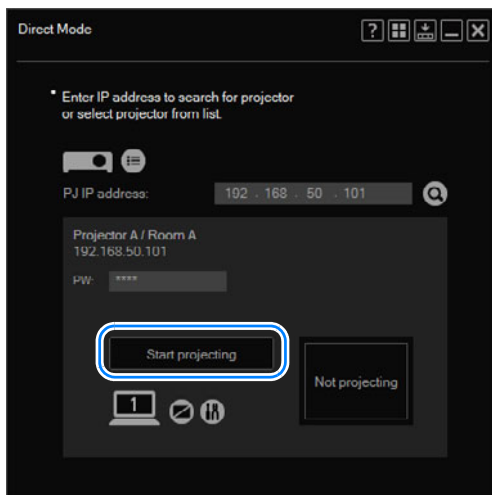 Direct Mode
?
Enter IP address to search for projector
or select projector from list.
PJ IP address: 192 . 168 . 50 . 101
Projector A / Room A
192.168.50.101
PW: ****
Start projecting
Not projecting
1